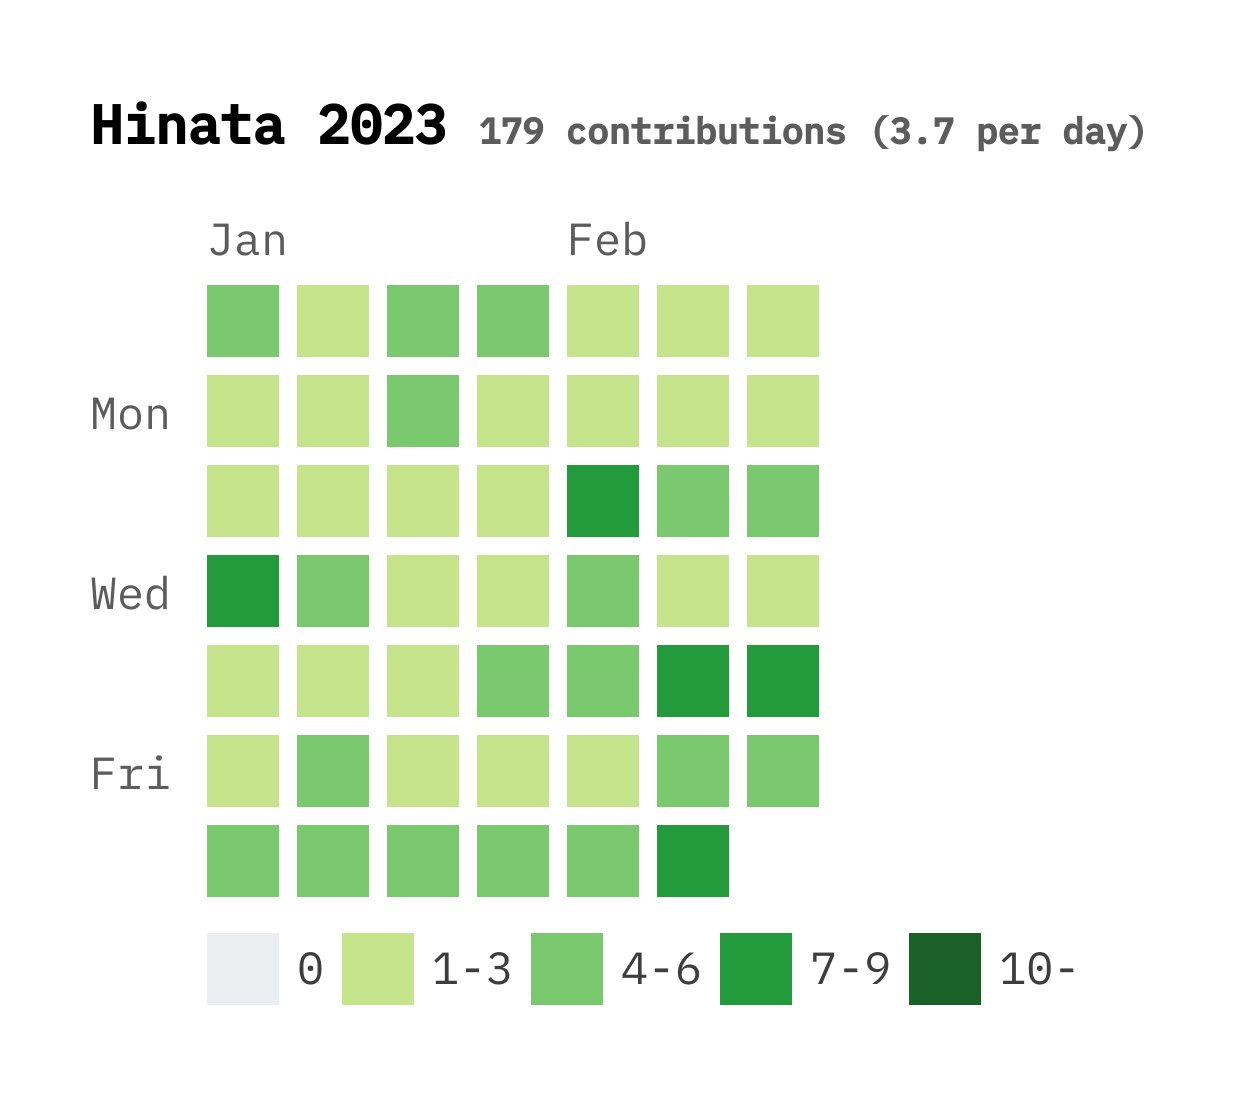 Hinata 2023 179 contributions (3.7 per day)
Jan Feb
Mon
Wed
Fri
0 1-3 4-6 7-9 10-